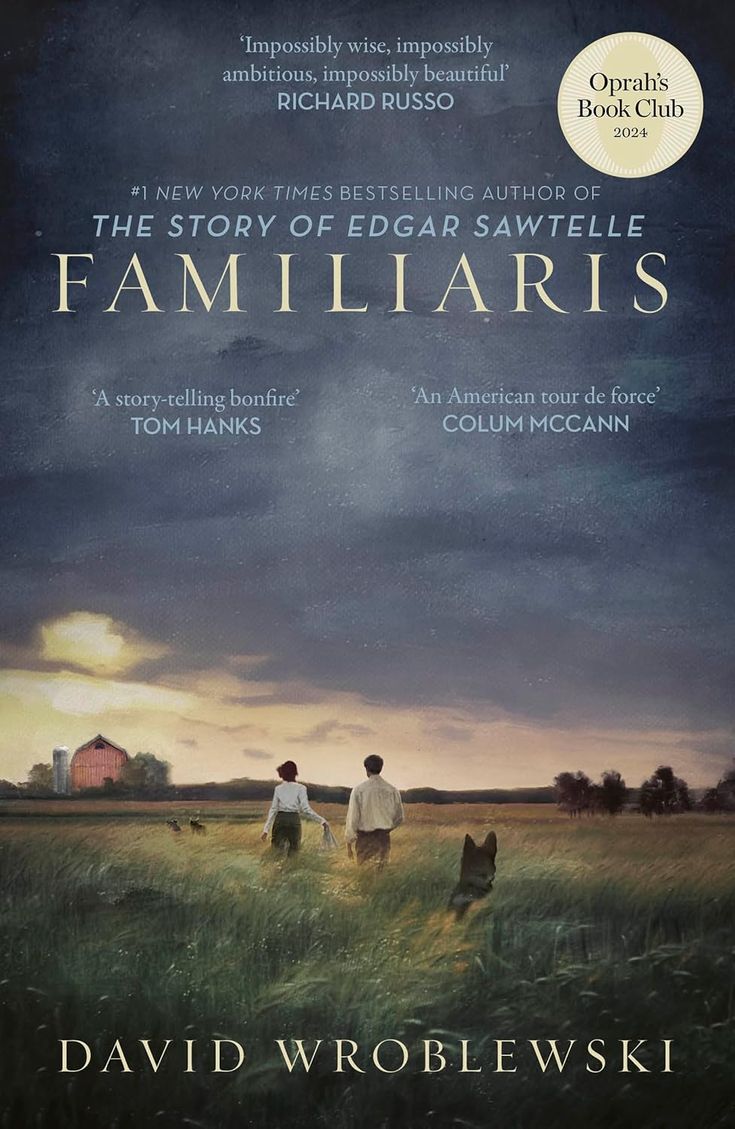 ‘Impossibly wise, impossibly
ambitious, impossibly beautiful’
RICHARD RUSSO
Oprah’s
Book Club
2024
#1 NEW YORK TIMES BESTSELLING AUTHOR OF
THE STORY OF EDGAR SAWTELLE
FAMILIARIS
‘A story-telling bonfire’
TOM HANKS
‘An American tour de force’
COLUM MCCANN
DAVID WROBLEWSKI